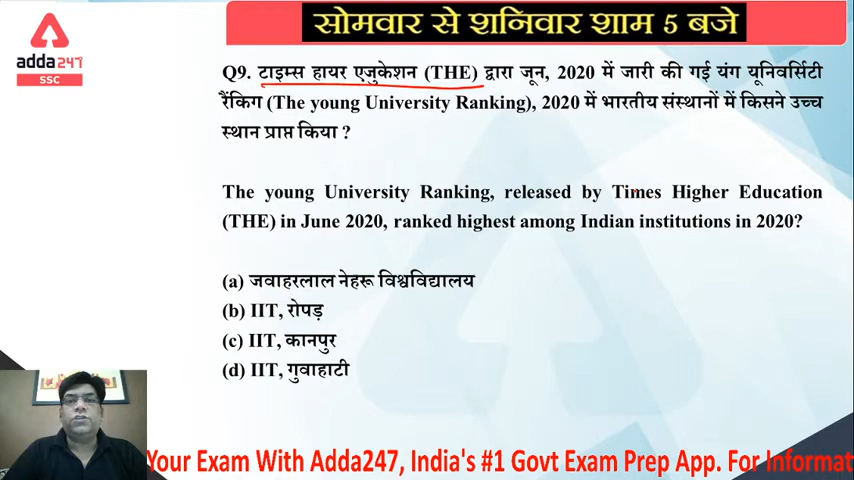 सोमवार से शनिवार शाम 5 बजे
adda247
SSC
Q9. टाइम्स हायर एजुकेशन (THE) द्वारा जून, 2020 में जारी की गई यंग यूनिवर्सिटी
रैंकिग (The young University Ranking), 2020 में भारतीय संस्थानों में किसने उच्च
स्थान प्राप्त किया ?
The young University Ranking, released by Times Higher Education
(THE) in June 2020, ranked highest among Indian institutions in 2020?
(a) जवाहरलाल नेहरू विश्वविद्यालय
(b) IIT, रोपड़
(c) IIT, कानपुर
(d) IIT, गुवाहाटी
Your Exam With Adda247, India's #1 Govt Exam Prep App. For Informat